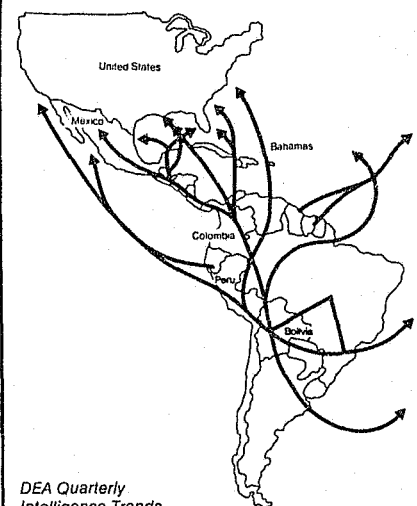 United States
Mexico
Bahamas
Colombia
Peru
Bolivia
DEA Quarterly
Intelligence Trends